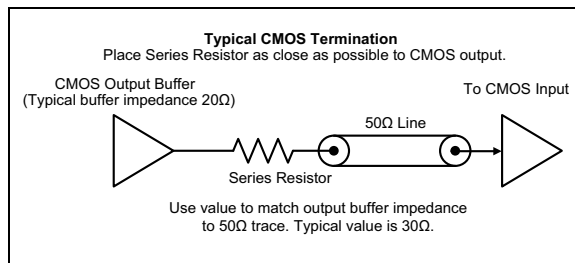 Typical CMOS Termination
Place Series Resistor as close as possible to CMOS output.
CMOS Output Buffer
(Typical buffer impedance 20Ω)
To CMOS Input
50Ω Line
Series Resistor
Use value to match output buffer impedance
to 50Ω trace. Typical value is 30Ω.